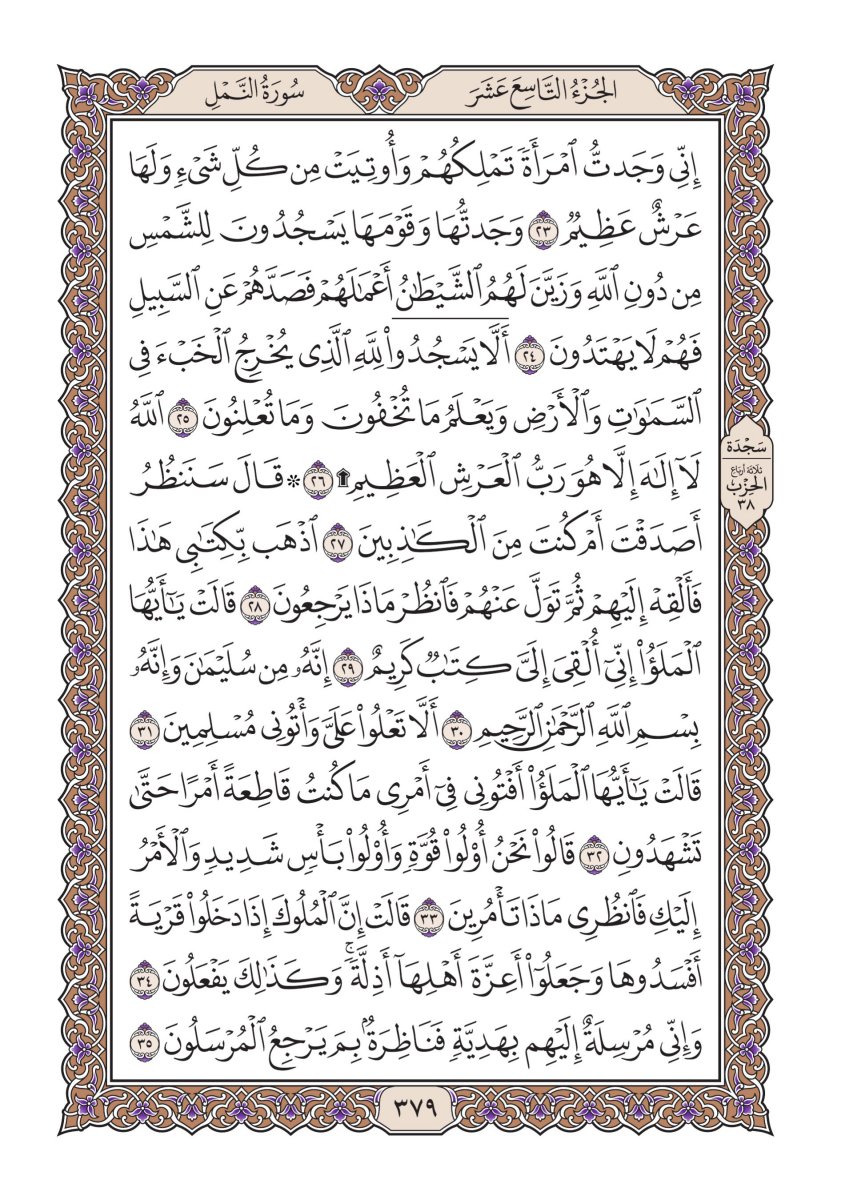 الجُزْءُ التَّاسِعَ عَشَرَ
سُورَةُ النَّمْلِ
إِنِّي وَجَدتُّ ٱمْرَأَةً تَمْلِكُهُمْ وَأُوتِيَتْ مِن كُلِّ شَيْءٍ وَلَهَا
عَرْشٌ عَظِيمٌ ٢٣ وَجَدتُّهَا وَقَوْمَهَا يَسْجُدُونَ لِلشَّمْسِ
مِن دُونِ ٱللَّهِ وَزَيَّنَ لَهُمُ ٱلشَّيْطَٰنُ أَعْمَٰلَهُمْ فَصَدَّهُمْ عَنِ ٱلسَّبِيلِ
فَهُمْ لَا يَهْتَدُونَ ٢٤ أَلَّا يَسْجُدُوا۟ لِلَّهِ ٱلَّذِي يُخْرِجُ ٱلْخَبْءَ فِي
ٱلسَّمَٰوَٰتِ وَٱلْأَرْضِ وَيَعْلَمُ مَا تُخْفُونَ وَمَا تُعْلِنُونَ ٢٥ ٱللَّهُ
لَآ إِلَٰهَ إِلَّا هُوَ رَبُّ ٱلْعَرْشِ ٱلْعَظِيمِ ۩ ٢٦ * قَالَ سَنَنظُرُ
أَصَدَقْتَ أَمْ كُنتَ مِنَ ٱلْكَٰذِبِينَ ٢٧ ٱذْهَب بِّكِتَٰبِي هَٰذَا
فَأَلْقِهْ إِلَيْهِمْ ثُمَّ تَوَلَّ عَنْهُمْ فَٱنظُرْ مَاذَا يَرْجِعُونَ ٢٨ قَالَتْ يَٰٓأَيُّهَا
ٱلْمَلَؤُا۟ إِنِّيٓ أُلْقِيَ إِلَيَّ كِتَٰبٌ كَرِيمٌ ٢٩ إِنَّهُۥ مِن سُلَيْمَٰنَ وَإِنَّهُۥ
بِسْمِ ٱللَّهِ ٱلرَّحْمَٰنِ ٱلرَّحِيمِ ٣٠ أَلَّا تَعْلُوا۟ عَلَيَّ وَأْتُونِي مُسْلِمِينَ ٣١
قَالَتْ يَٰٓأَيُّهَا ٱلْمَلَؤُا۟ أَفْتُونِي فِيٓ أَمْرِي مَا كُنتُ قَاطِعَةً أَمْرًا حَتَّىٰ
تَشْهَدُونِ ٣٢ قَالُوا۟ نَحْنُ أُو۟لُوا۟ قُوَّةٍ وَأُو۟لُوا۟ بَأْسٍ شَدِيدٍ وَٱلْأَمْرُ
إِلَيْكِ فَٱنظُرِي مَاذَا تَأْمُرِينَ ٣٣ قَالَتْ إِنَّ ٱلْمُلُوكَ إِذَا دَخَلُوا۟ قَرْيَةً
أَفْسَدُوهَا وَجَعَلُوٓا۟ أَعِزَّةَ أَهْلِهَآ أَذِلَّةً ۚ وَكَذَٰلِكَ يَفْعَلُونَ ٣٤
وَإِنِّي مُرْسِلَةٌ إِلَيْهِم بِهَدِيَّةٍ فَنَاظِرَةٌۢ بِمَ يَرْجِعُ ٱلْمُرْسَلُونَ ٣٥
سَجْدَة
ثلاثة أرباع
الحِزْب
٣٨
٣٧٩